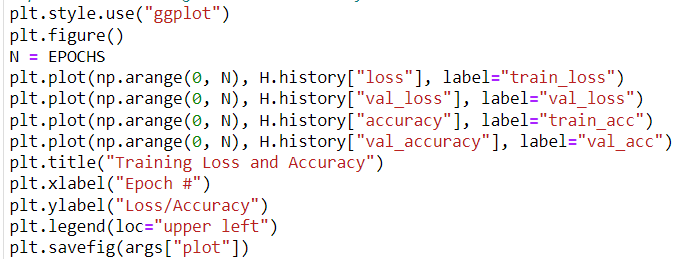 plt.style.use("ggplot")
plt.figure()
N = EPOCHS
plt.plot(np.arange(0, N), H.history["loss"], label="train_loss")
plt.plot(np.arange(0, N), H.history["val_loss"], label="val_loss")
plt.plot(np.arange(0, N), H.history["accuracy"], label="train_acc")
plt.plot(np.arange(0, N), H.history["val_accuracy"], label="val_acc")
plt.title("Training Loss and Accuracy")
plt.xlabel("Epoch #")
plt.ylabel("Loss/Accuracy")
plt.legend(loc="upper left")
plt.savefig(args["plot"])